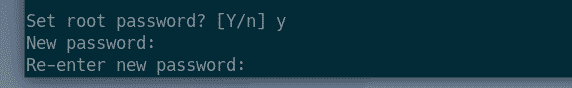 Set root password? [Y/n] y
New password:
Re-enter new password: